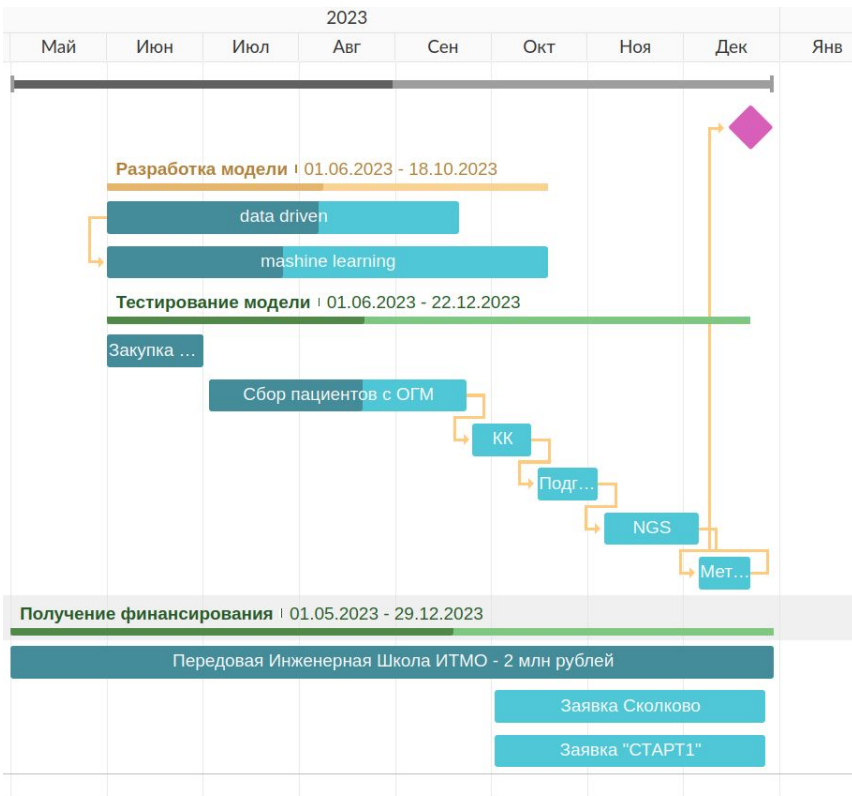 2023
Май Июн Июл Авг Сен Окт Ноя Дек Янв
Разработка модели 01.06.2023 - 18.10.2023
data driven
mashine learning
Тестирование модели 01.06.2023 - 22.12.2023
Закупка ...
Сбор пациентов с ОГМ
КК
Подг...
NGS
Мет...
Получение финансирования 01.05.2023 - 29.12.2023
Передовая Инженерная Школа ИТМО - 2 млн рублей
Заявка Сколково
Заявка "СТАРТ1"